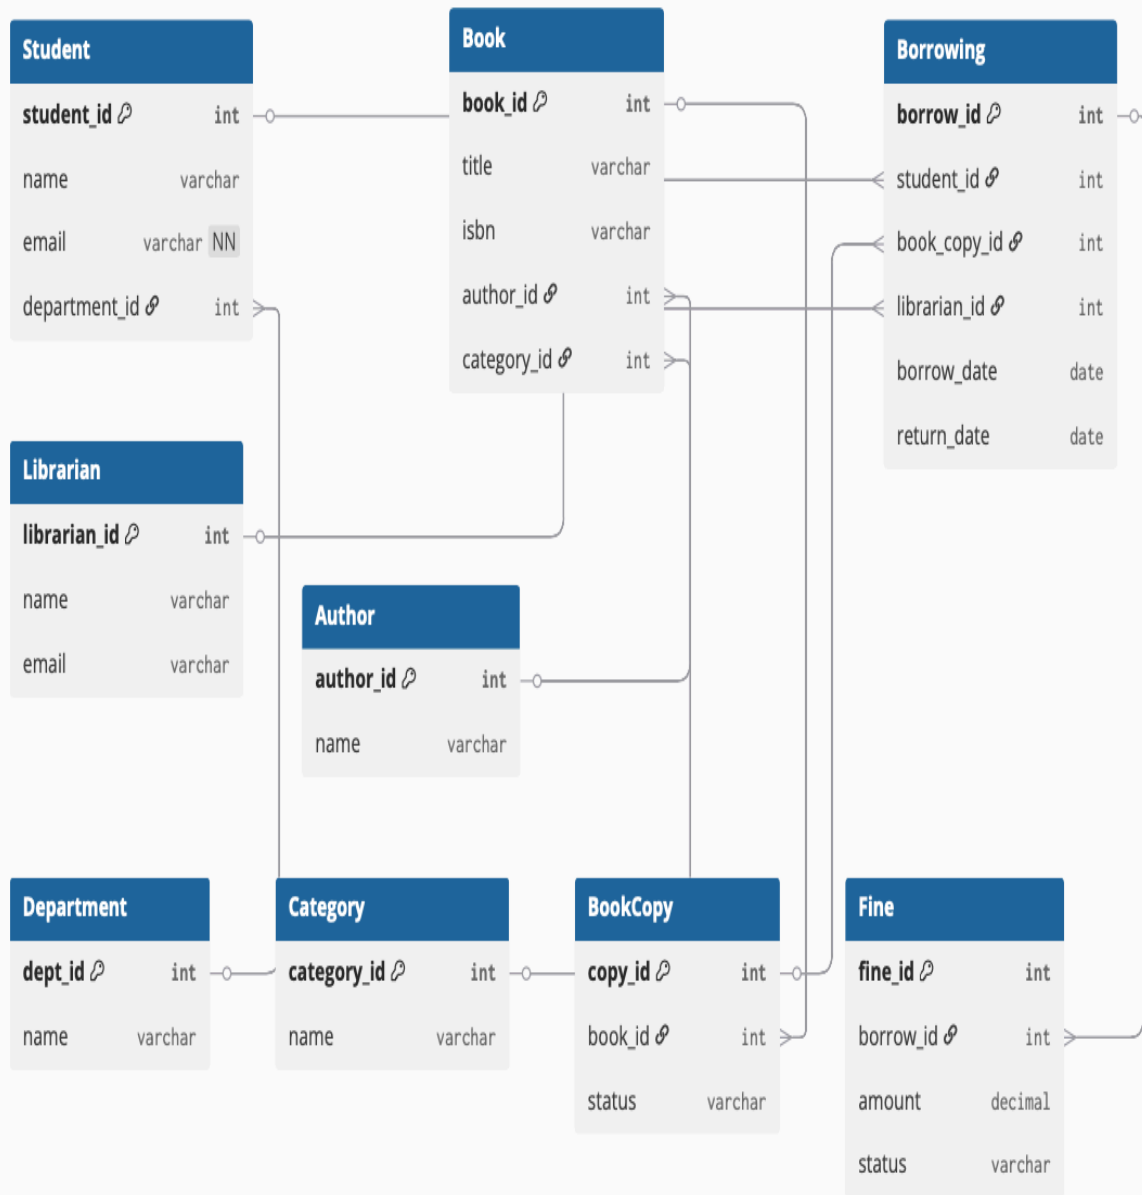 Student
student_id int
name varchar
email varchar NN
department_id int
Book
book_id int
title varchar
isbn varchar
author_id int
category_id int
Borrowing
borrow_id int
student_id int
book_copy_id int
librarian_id int
borrow_date date
return_date date
Librarian
librarian_id int
name varchar
email varchar
Author
author_id int
name varchar
Department
dept_id int
name varchar
Category
category_id int
name varchar
BookCopy
copy_id int
book_id int
status varchar
Fine
fine_id int
borrow_id int
amount decimal
status varchar